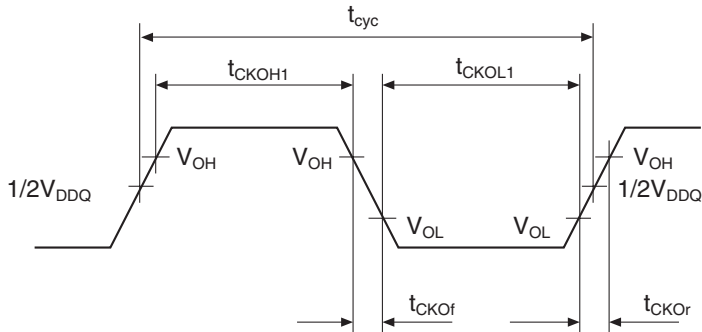 tcyc
tCKOH1 tCKOL1
VOH VOH VOH
1/2VDDQ 1/2VDDQ
VOL VOL
tCKOf tCKOr